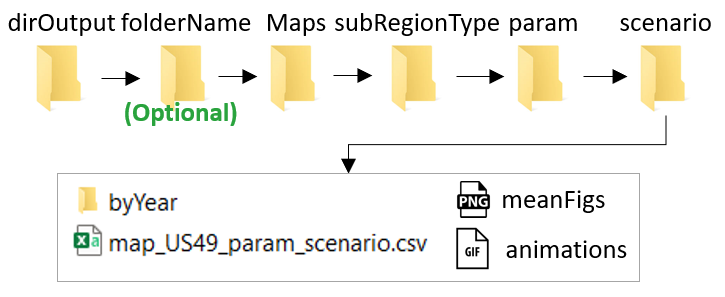 dirOutput folderName Maps subRegionType param scenario
(Optional)
byYear
PNG meanFigs
a
map_US49_param_scenario.csv
GIF animations